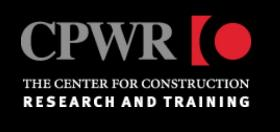 CPWR
THE CENTER FOR CONSTRUCTION
RESEARCH AND TRAINING